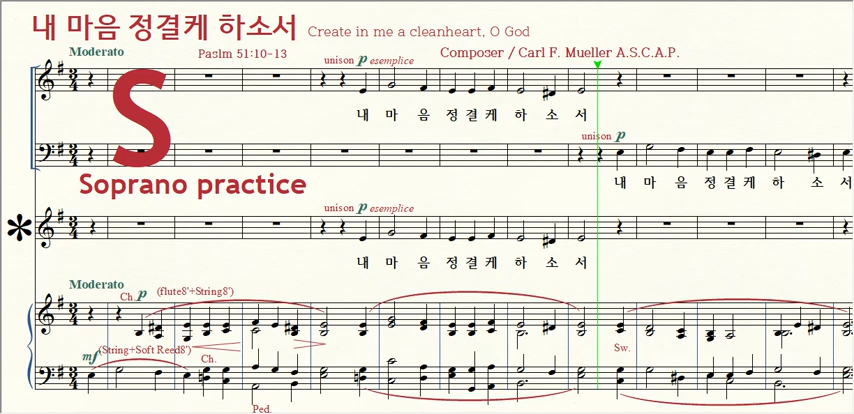 내 마음 정결케 하소서 Create in me a cleanheart, O God
Moderato Paslm 51:10-13 Composer / Carl F. Mueller A.S.C.A.P.
unison p esemplice
S
내 마 음 정 결 케 하 소 서
unison p
Soprano practice
내 마 음 정 결 케 하 소 서
unison p esemplice
*
내 마 음 정 결 케 하 소 서
Moderato
Ch. p (flute8'+String8')
mf (String+Soft Reed8')
Ch.
Sw.
Ped.